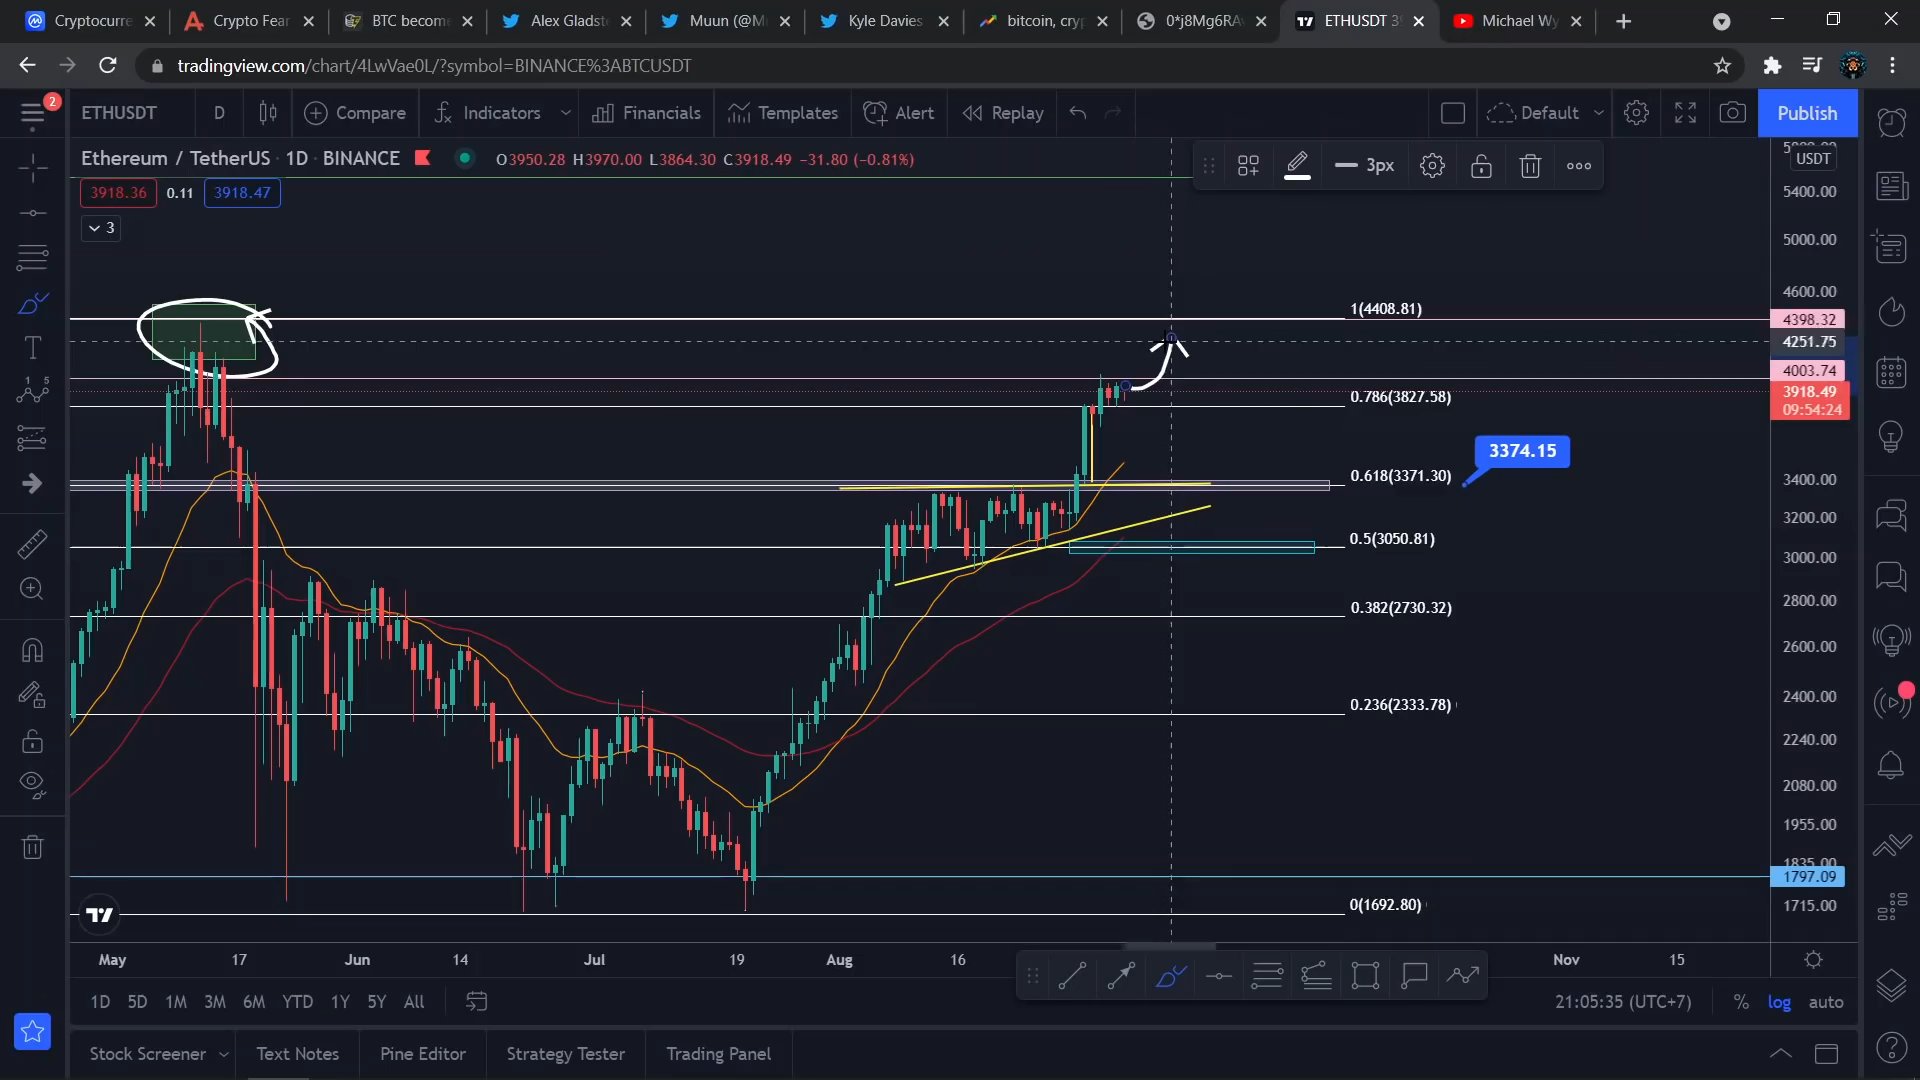 Cryptocurre
Crypto Fear
BTC becom
Alex Gladst
Muun (@M
Kyle Davies
bitcoin, cry
0*j8Mg6RA
ETHUSDT 3
Michael Wy
tradingview.com/chart/4LwVae0L/?symbol=BINANCE%3ABTCUSDT
2
ETHUSDT
D
Compare
Indicators
Financials
Templates
Alert
Replay
Default
Publish
Ethereum / TetherUS · 1D · BINANCE
O3950.28 H3970.00 L3864.30 C3918.49 −31.80 (−0.81%)
3px
USDT
3918.36
0.11
3918.47
3
5400.00
5000.00
4600.00
1(4408.81)
4398.32
4251.75
4003.74
3918.49
09:54:24
0.786(3827.58)
3374.15
0.618(3371.30)
3400.00
3200.00
0.5(3050.81)
3000.00
2800.00
0.382(2730.32)
2600.00
2400.00
0.236(2333.78)
2240.00
2080.00
1955.00
1835.00
1797.09
0(1692.80)
1715.00
May
17
Jun
14
Jul
19
Aug
16
Nov
15
1D 5D 1M 3M 6M YTD 1Y 5Y All
21:05:35 (UTC+7)
%
log
auto
Stock Screener
Text Notes
Pine Editor
Strategy Tester
Trading Panel